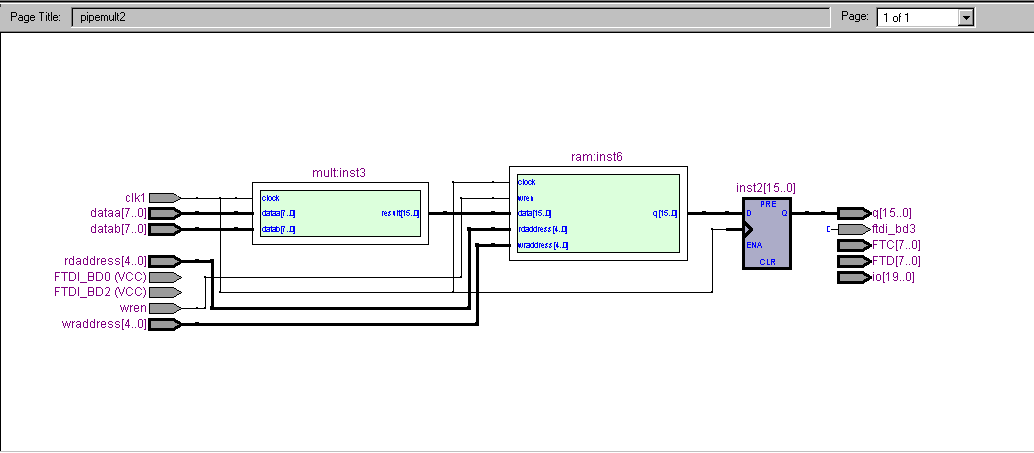 Page Title: pipemult2 Page: 1 of 1
mult:inst3
ram:inst6
inst2[15..0]
clk1
dataa[7..0]
datab[7..0]
rdaddress[4..0]
FTDI_BD0 (VCC)
FTDI_BD2 (VCC)
wren
wraddress[4..0]
clock
dataa[7..0] result[15..0]
datab[7..0]
clock
wren
data[15..0] q[15..0]
rdaddress[4..0]
wraddress[4..0]
PRE
D Q
ENA
CLR
q[15..0]
ftdi_bd3
FTC[7..0]
FTD[7..0]
io[19..0]